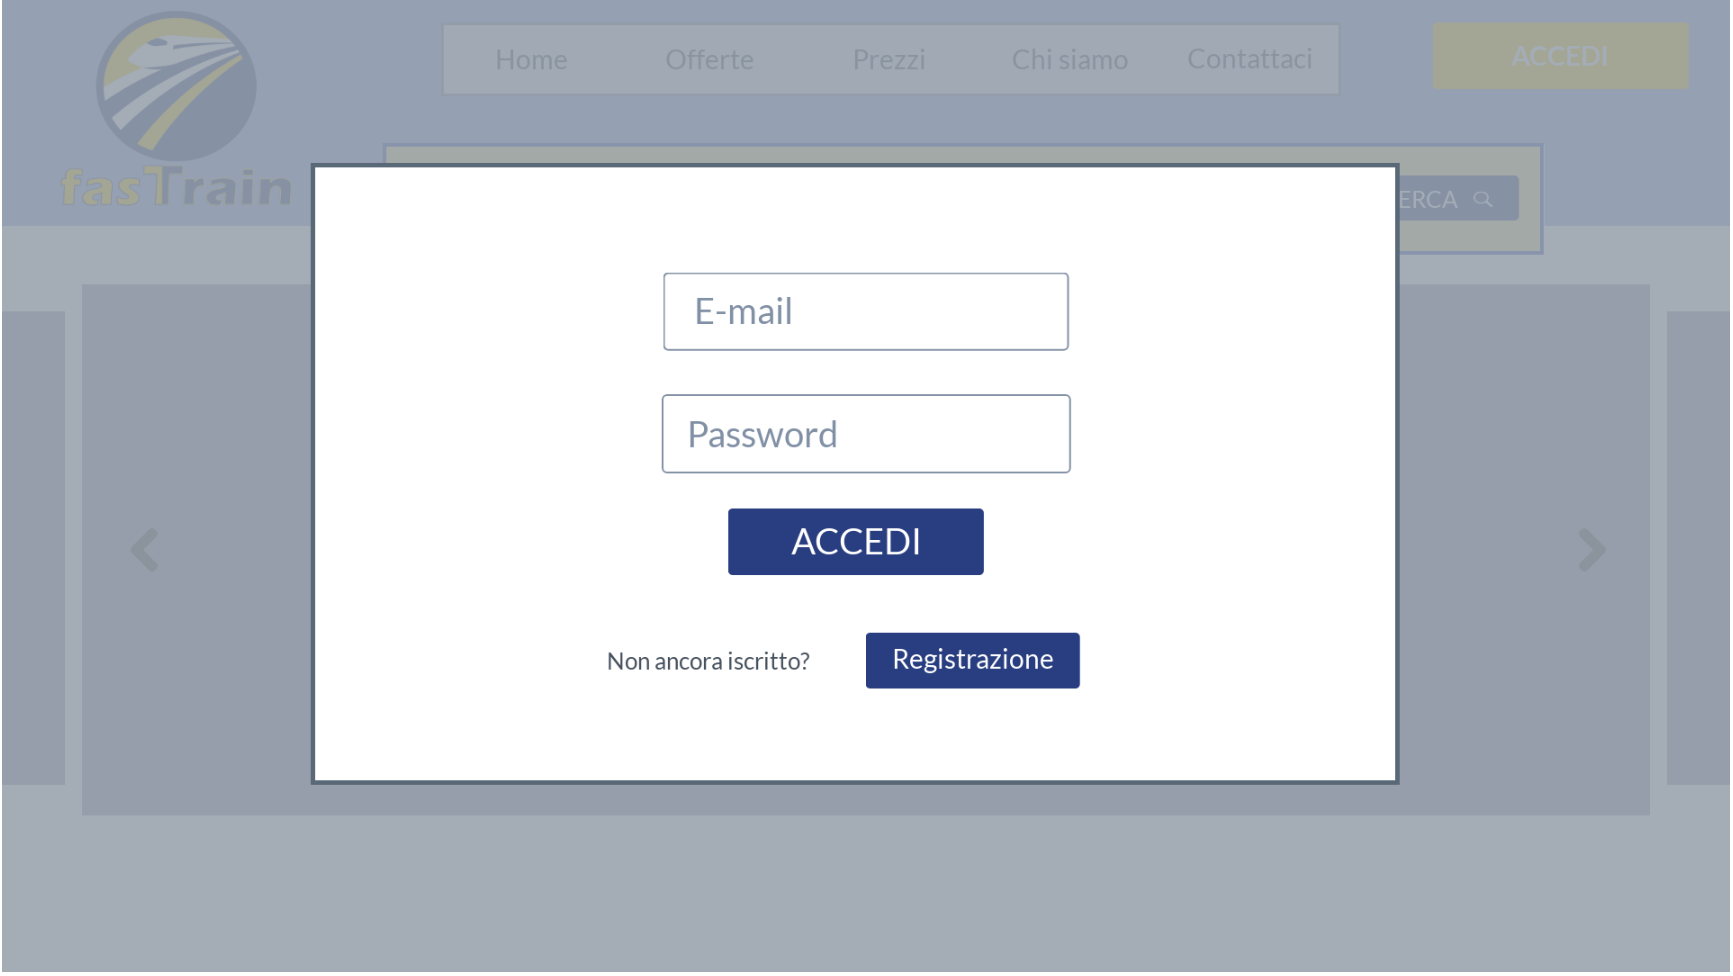 Home Offerte Prezzi Chi siamo Contattaci ACCEDI
fasTrain
ERCA
E-mail
Password
ACCEDI
Non ancora iscritto? Registrazione